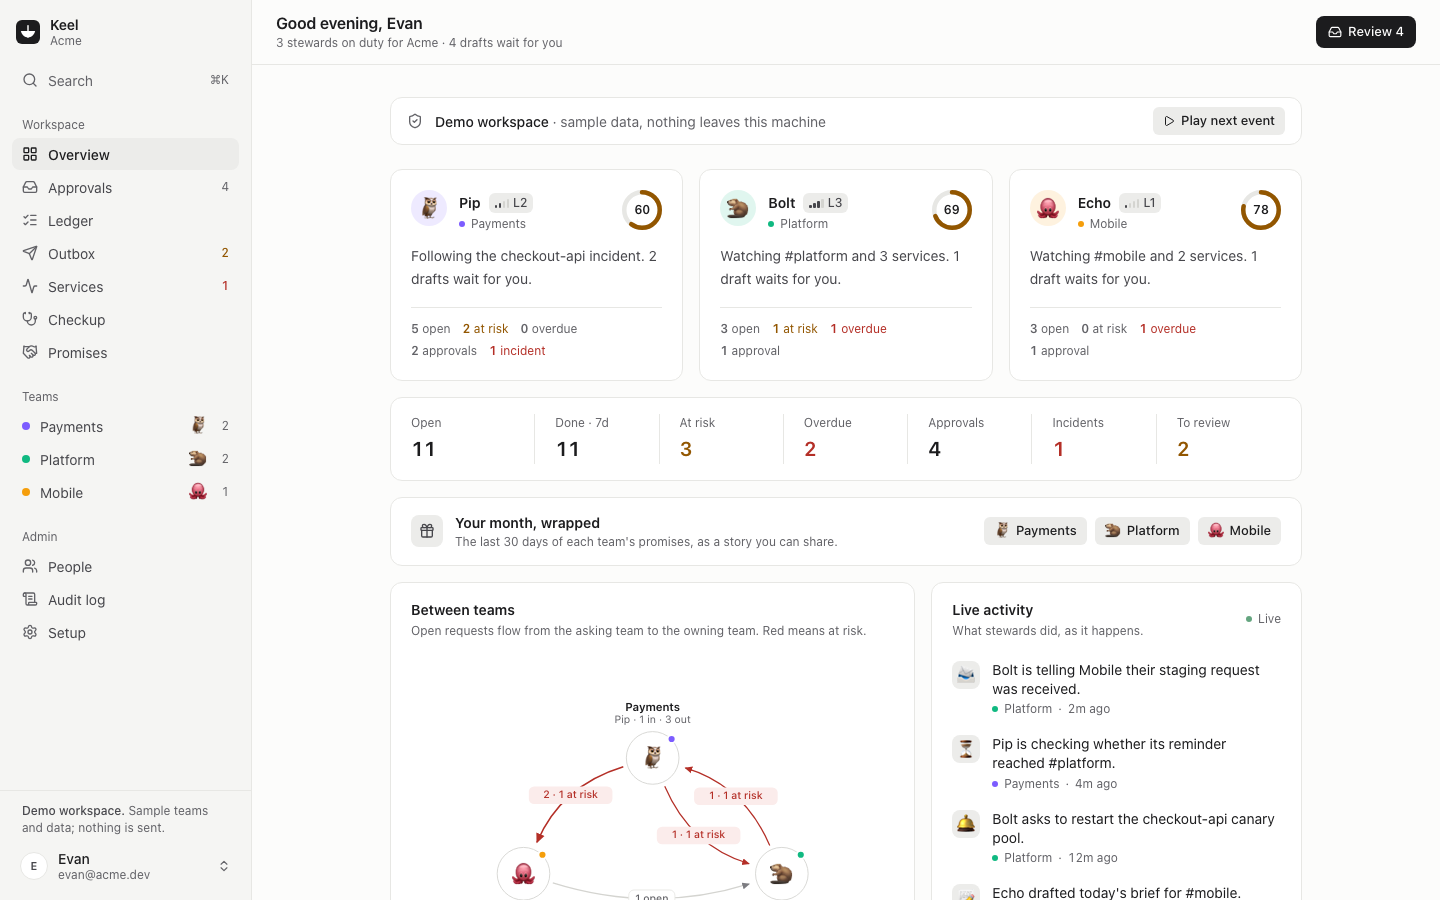 Keel
Acme
Search ⌘K
Workspace
Overview
Approvals 4
Ledger
Outbox 2
Services 1
Checkup
Promises
Teams
Payments 2
Platform 2
Mobile 1
Admin
People
Audit log
Setup
Demo workspace. Sample teams
and data; nothing is sent.
E
Evan
evan@acme.dev
Good evening, Evan
3 stewards on duty for Acme · 4 drafts wait for you
Review 4
Demo workspace · sample data, nothing leaves this machine
Play next event
Pip L2
Payments
60
Following the checkout-api incident. 2
drafts wait for you.
5 open 2 at risk 0 overdue
2 approvals 1 incident
Bolt L3
Platform
69
Watching #platform and 3 services. 1
draft waits for you.
3 open 1 at risk 1 overdue
1 approval
Echo L1
Mobile
78
Watching #mobile and 2 services. 1
draft waits for you.
3 open 0 at risk 1 overdue
1 approval
Open
11
Done · 7d
11
At risk
3
Overdue
2
Approvals
4
Incidents
1
To review
2
Your month, wrapped
The last 30 days of each team's promises, as a story you can share.
Payments
Platform
Mobile
Between teams
Open requests flow from the asking team to the owning team. Red means at risk.
Payments
Pip · 1 in · 3 out
2 · 1 at risk
1 · 1 at risk
1 · 1 at risk
1 open
Live activity
What stewards did, as it happens.
Live
Bolt is telling Mobile their staging request
was received.
Platform · 2m ago
Pip is checking whether its reminder
reached #platform.
Payments · 4m ago
Bolt asks to restart the checkout-api canary
pool.
Platform · 12m ago
Echo drafted today's brief for #mobile.